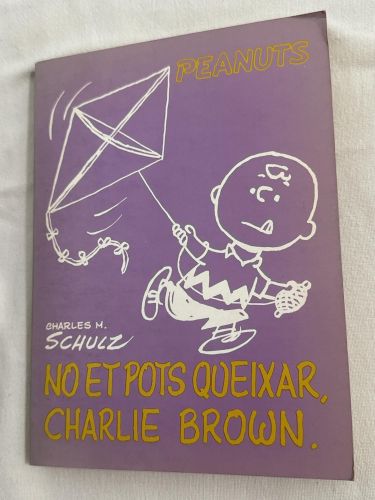 PEANUTS
CHARLES M.
SCHULZ
NO ET POTS QUEIXAR,
CHARLIE BROWN.